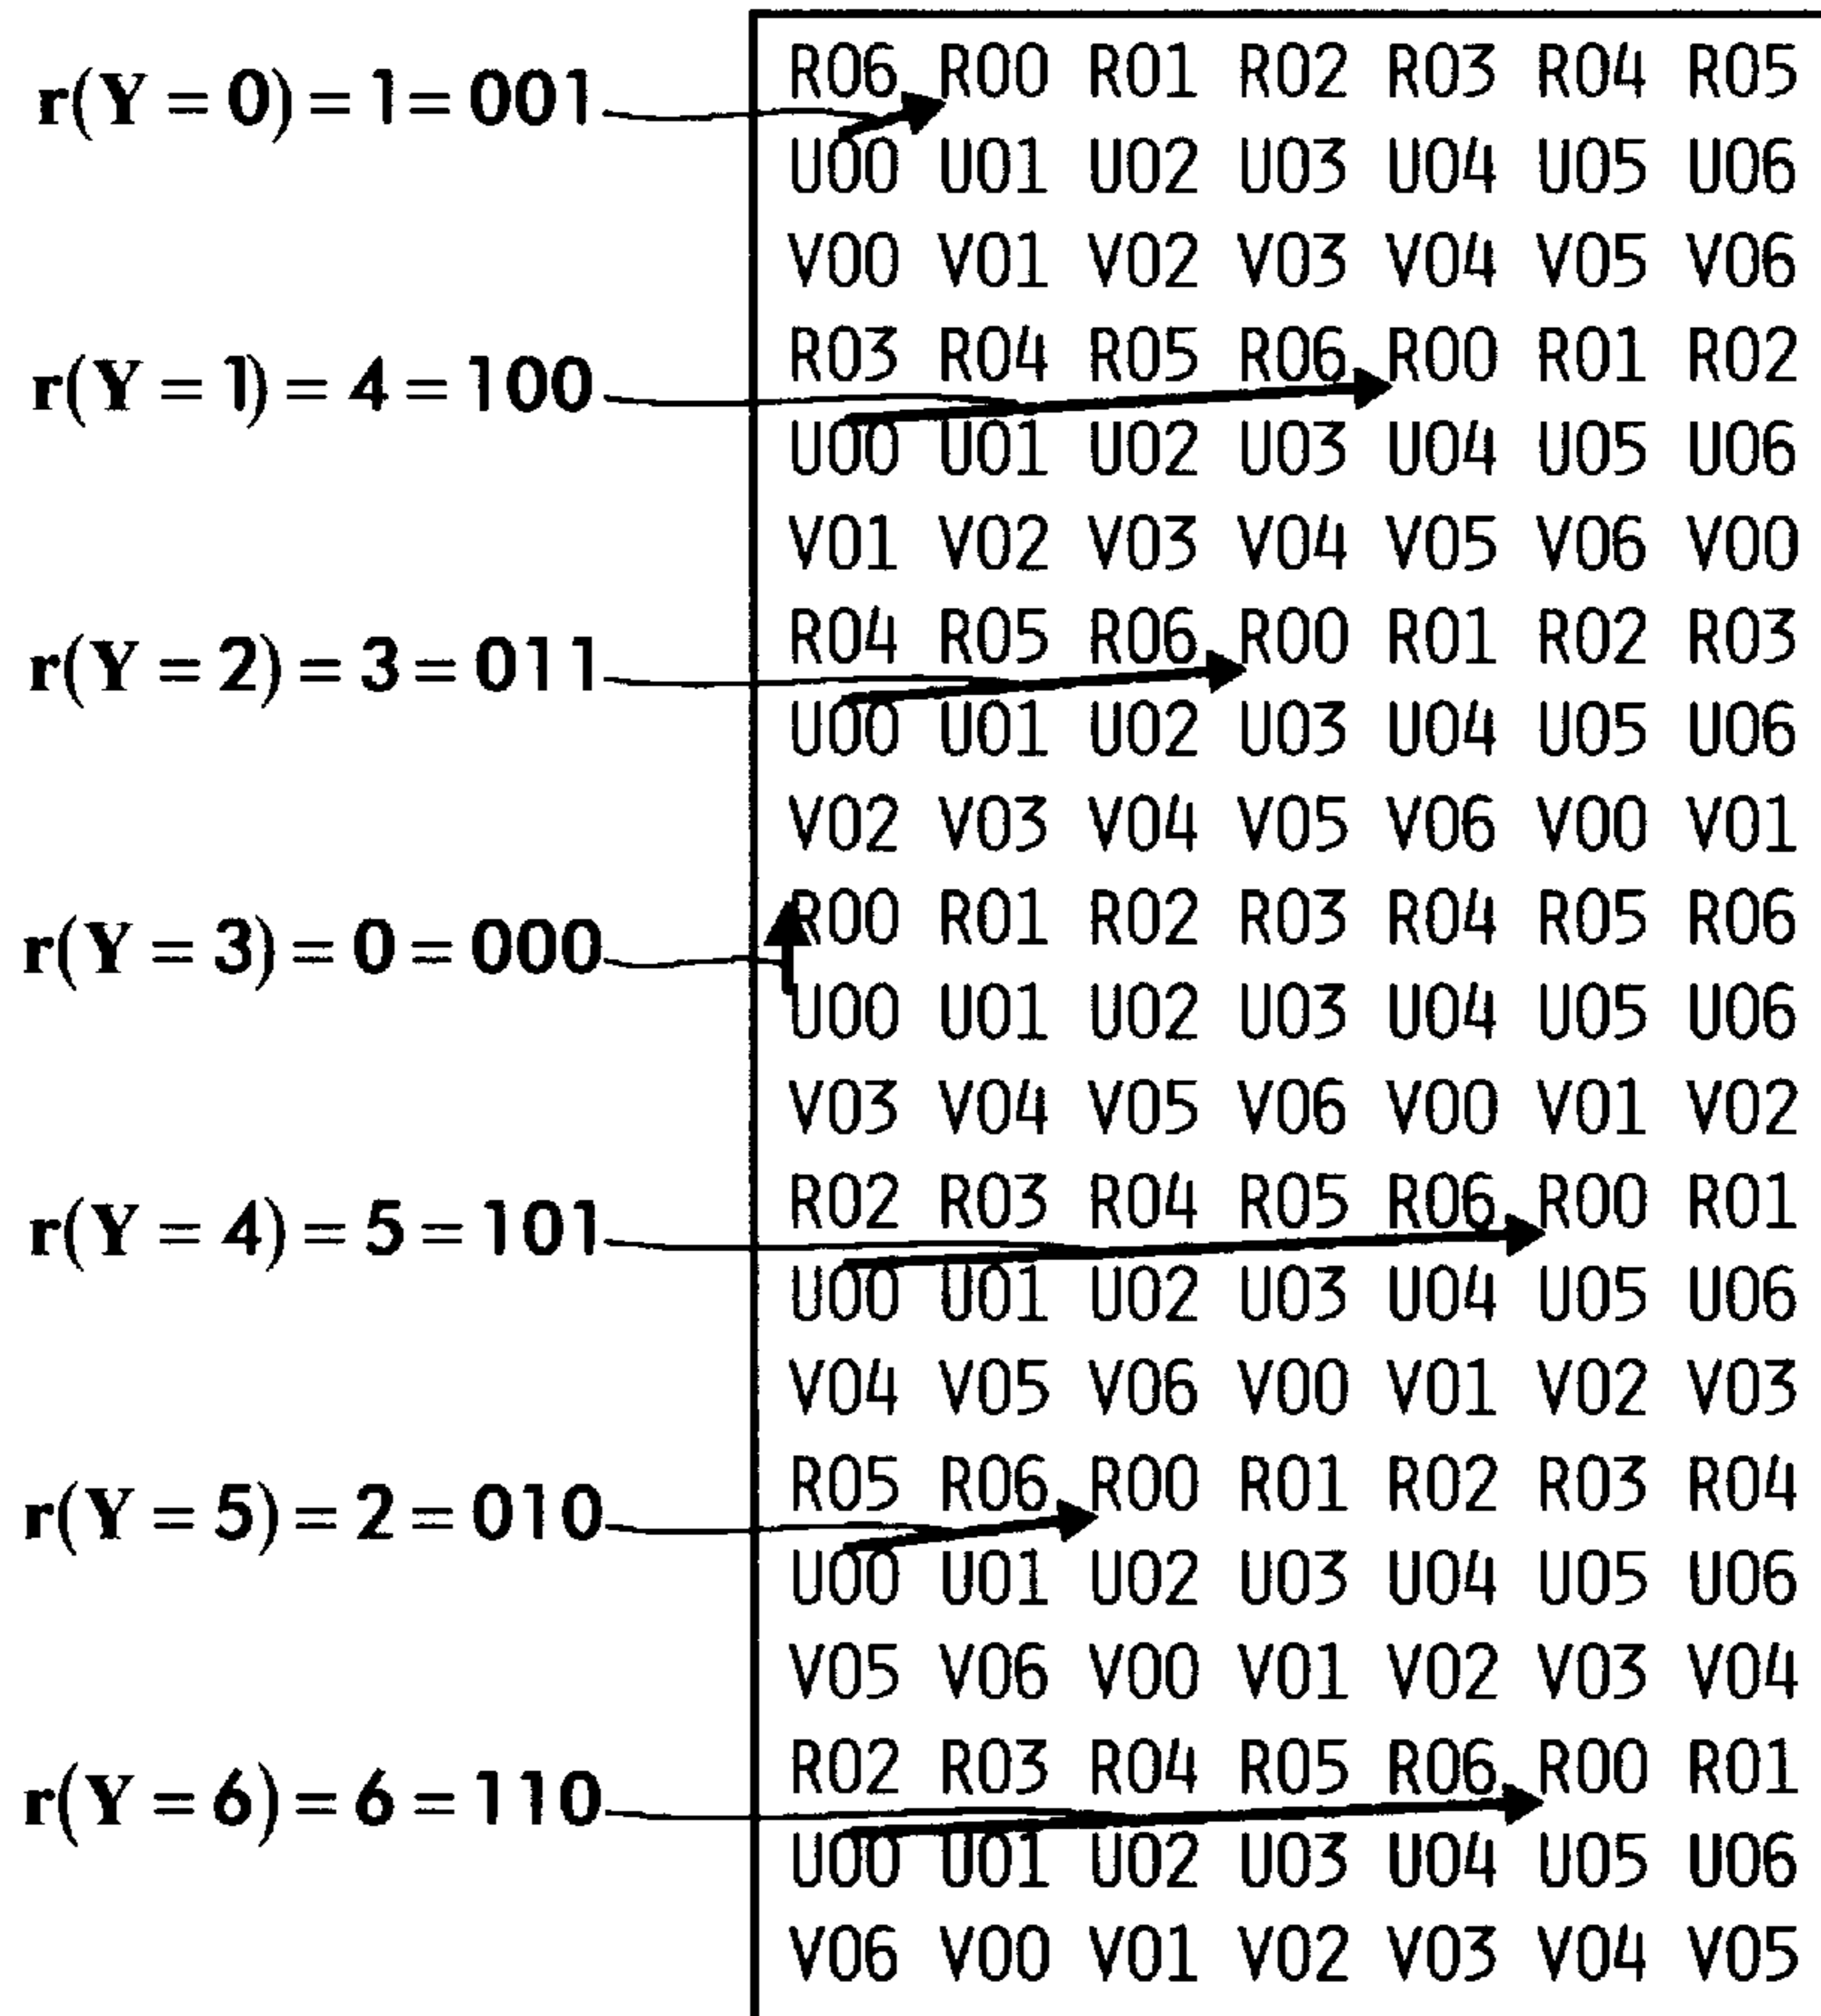 R06 R00 R01 R02 R03 R04 R05
r(Y = 0) = 1 = 001
U00 U01 U02 U03 U04 U05 U06
V00 V01 V02 V03 V04 V05 V06
R03 R04 R05 R06 R00 R01 R02
r(Y = 1) = 4 = 100
U00 U01 U02 U03 U04 U05 U06
V01 V02 V03 V04 V05 V06 V00
R04 R05 R06 R00 R01 R02 R03
r(Y = 2) = 3 = 011
U00 U01 U02 U03 U04 U05 U06
V02 V03 V04 V05 V06 V00 V01
R00 R01 R02 R03 R04 R05 R06
r(Y = 3) = 0 = 000
U00 U01 U02 U03 U04 U05 U06
V03 V04 V05 V06 V00 V01 V02
R02 R03 R04 R05 R06 R00 R01
r(Y = 4) = 5 = 101
U00 U01 U02 U03 U04 U05 U06
V04 V05 V06 V00 V01 V02 V03
R05 R06 R00 R01 R02 R03 R04
r(Y = 5) = 2 = 010
U00 U01 U02 U03 U04 U05 U06
V05 V06 V00 V01 V02 V03 V04
R02 R03 R04 R05 R06 R00 R01
r(Y = 6) = 6 = 110
U00 U01 U02 U03 U04 U05 U06
V06 V00 V01 V02 V03 V04 V05